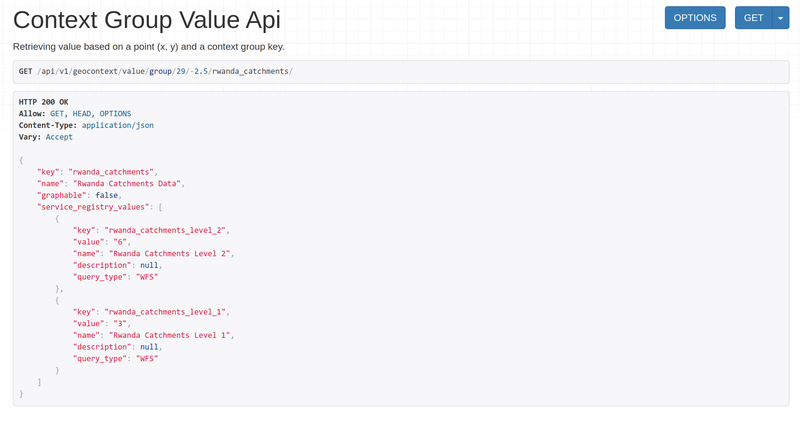 Context Group Value Api
OPTIONS
GET
Retrieving value based on a point (x, y) and a context group key.
GET /api/v1/geocontext/value/group/29/-2.5/rwanda_catchments/
HTTP 200 OK
Allow: GET, HEAD, OPTIONS
Content-Type: application/json
Vary: Accept
{
"key": "rwanda_catchments",
"name": "Rwanda Catchments Data",
"graphable": false,
"service_registry_values": [
{
"key": "rwanda_catchments_level_2",
"value": "6",
"name": "Rwanda Catchments Level 2",
"description": null,
"query_type": "WFS"
},
{
"key": "rwanda_catchments_level_1",
"value": "3",
"name": "Rwanda Catchments Level 1",
"description": null,
"query_type": "WFS"
}
]
}